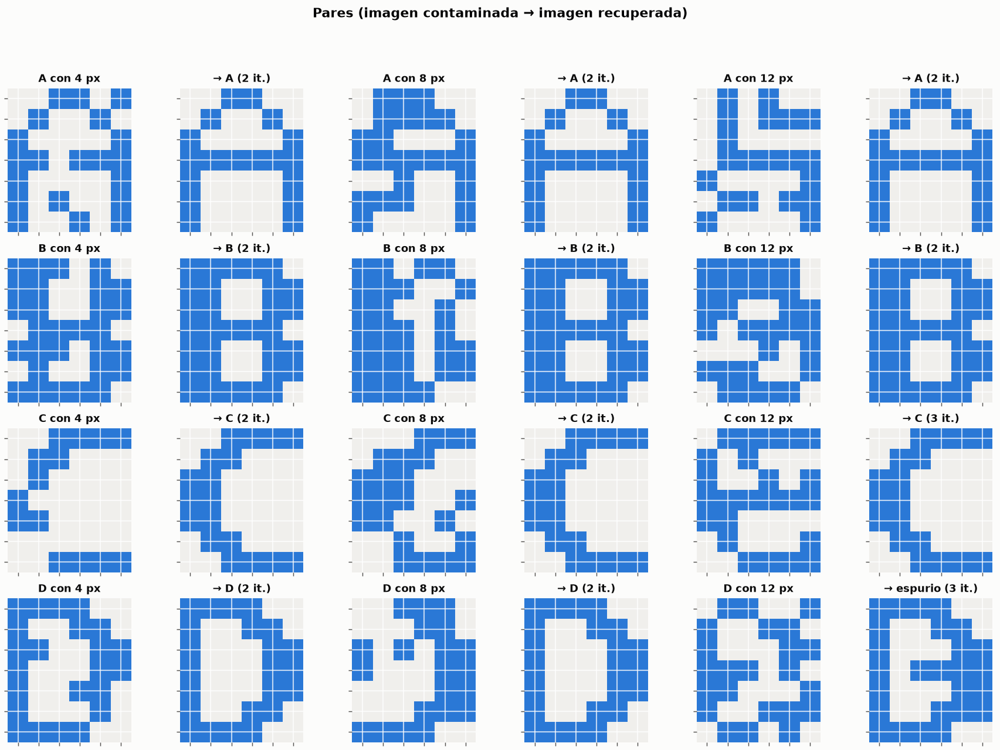 Pares (imagen contaminada → imagen recuperada)
A con 4 px
→ A (2 it.)
A con 8 px
→ A (2 it.)
A con 12 px
→ A (2 it.)
B con 4 px
→ B (2 it.)
B con 8 px
→ B (2 it.)
B con 12 px
→ B (2 it.)
C con 4 px
→ C (2 it.)
C con 8 px
→ C (2 it.)
C con 12 px
→ C (3 it.)
D con 4 px
→ D (2 it.)
D con 8 px
→ D (2 it.)
D con 12 px
→ espurio (3 it.)